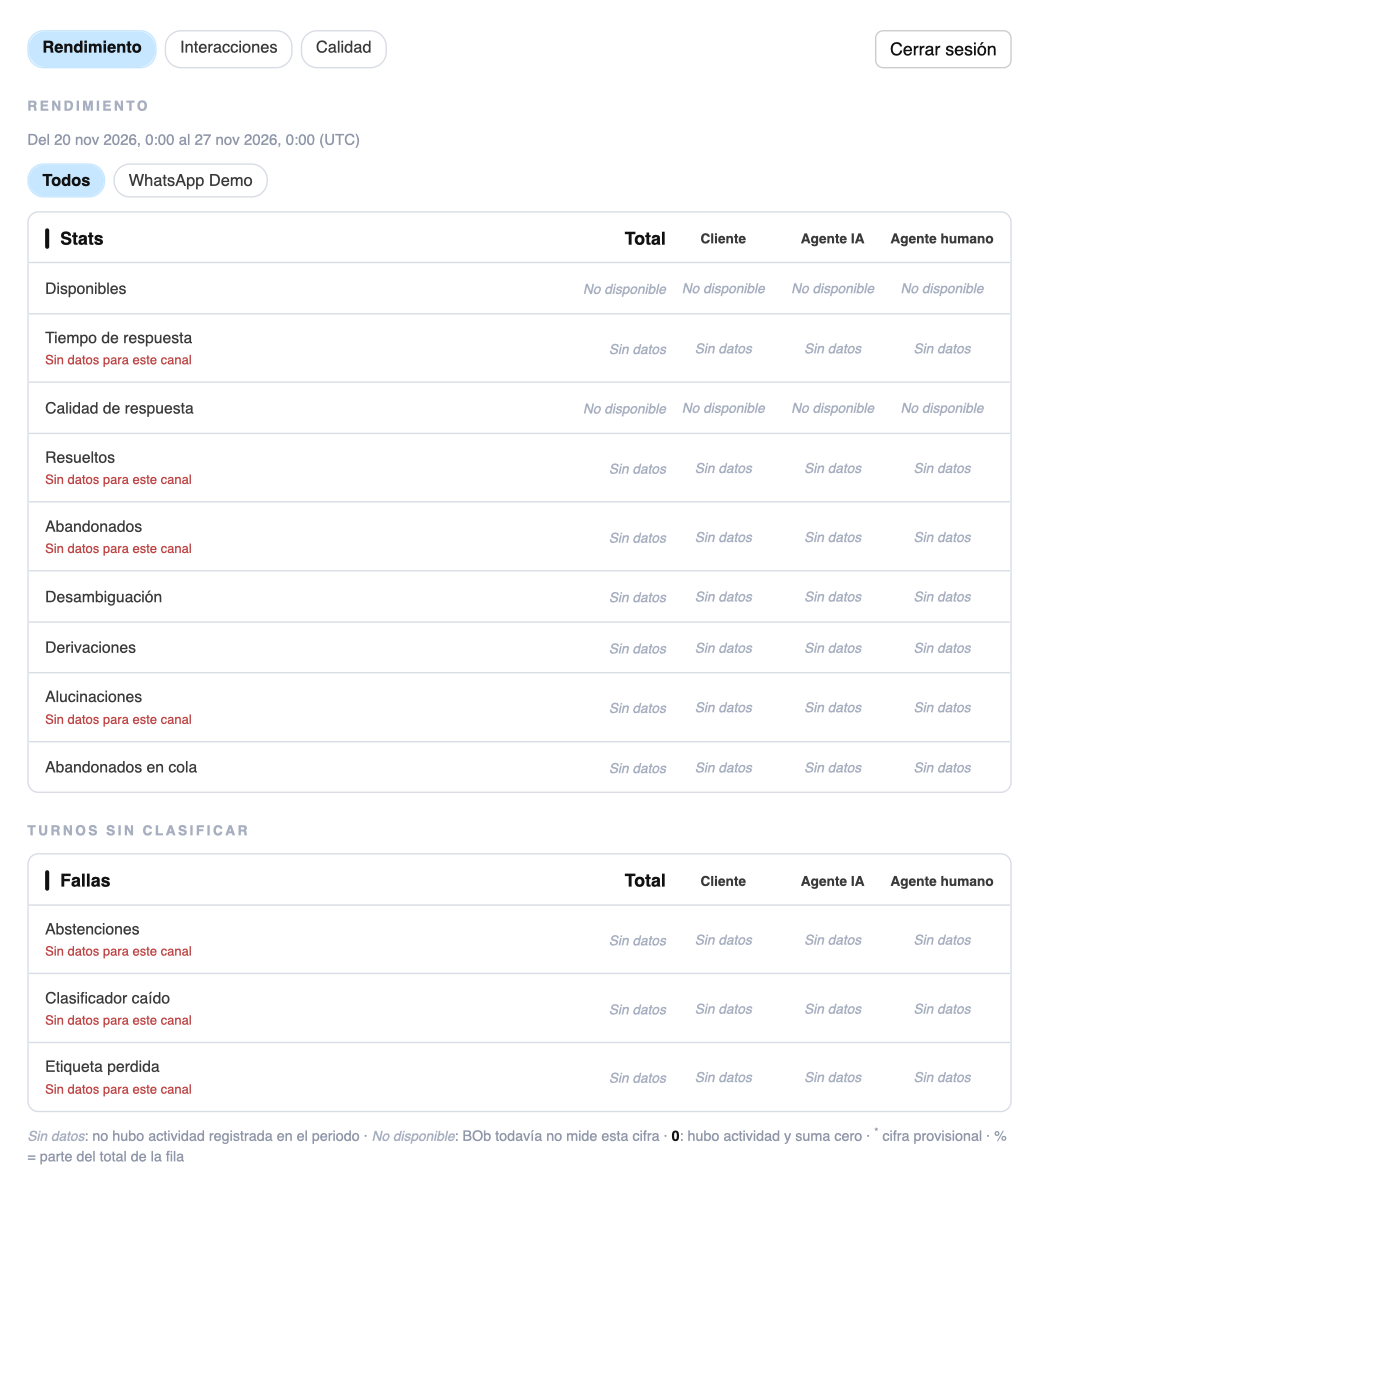 Rendimiento Interacciones Calidad Cerrar sesión
RENDIMIENTO
Del 20 nov 2026, 0:00 al 27 nov 2026, 0:00 (UTC)
Todos WhatsApp Demo
Stats Total Cliente Agente IA Agente humano
Disponibles No disponible No disponible No disponible No disponible
Tiempo de respuesta
Sin datos para este canal
Sin datos Sin datos Sin datos Sin datos
Calidad de respuesta No disponible No disponible No disponible No disponible
Resueltos
Sin datos para este canal
Sin datos Sin datos Sin datos Sin datos
Abandonados
Sin datos para este canal
Sin datos Sin datos Sin datos Sin datos
Desambiguación Sin datos Sin datos Sin datos Sin datos
Derivaciones Sin datos Sin datos Sin datos Sin datos
Alucinaciones
Sin datos para este canal
Sin datos Sin datos Sin datos Sin datos
Abandonados en cola Sin datos Sin datos Sin datos Sin datos
TURNOS SIN CLASIFICAR
Fallas Total Cliente Agente IA Agente humano
Abstenciones
Sin datos para este canal
Sin datos Sin datos Sin datos Sin datos
Clasificador caído
Sin datos para este canal
Sin datos Sin datos Sin datos Sin datos
Etiqueta perdida
Sin datos para este canal
Sin datos Sin datos Sin datos Sin datos
Sin datos: no hubo actividad registrada en el periodo · No disponible: BOb todavía no mide esta cifra · 0: hubo actividad y suma cero · * cifra provisional · %
= parte del total de la fila